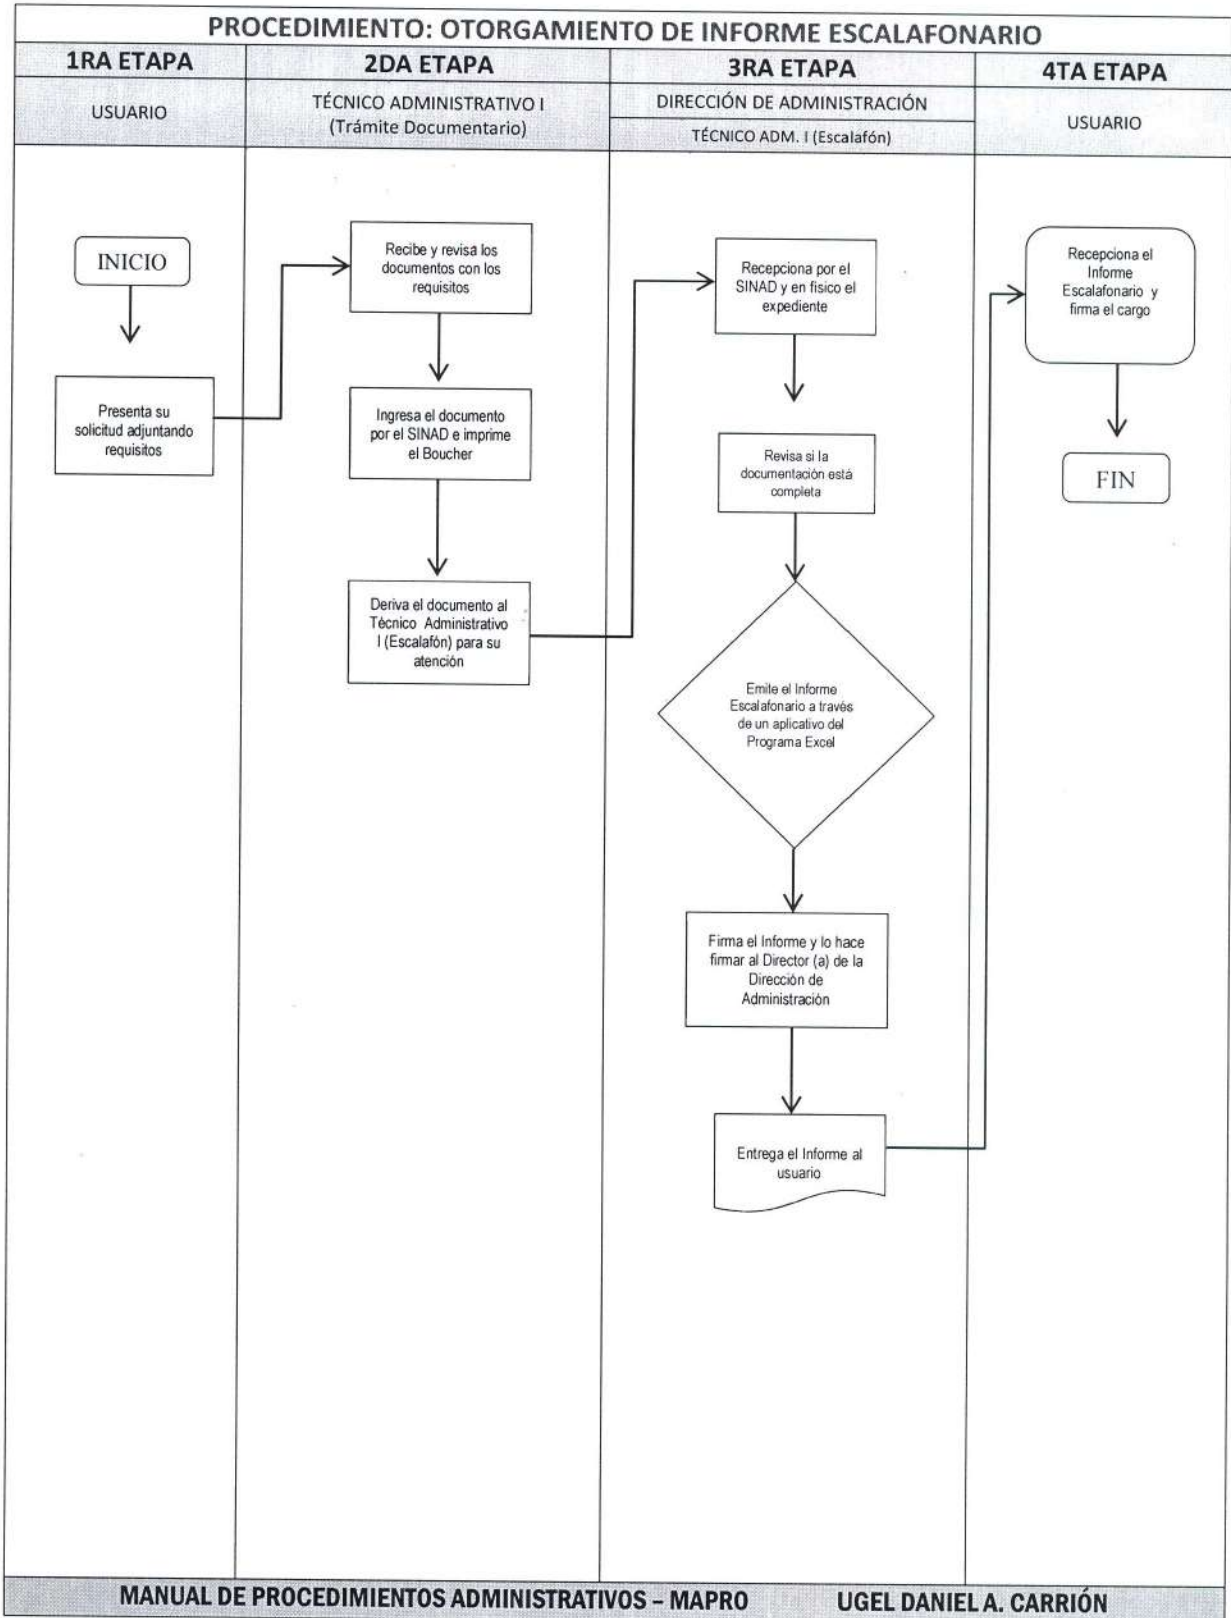 PROCEDIMIENTO: OTORGAMIENTO DE INFORME ESCALAFONARIO
1RA ETAPA
2DA ETAPA
3RA ETAPA
4TA ETAPA
USUARIO
TÉCNICO ADMINISTRATIVO I
(Trámite Documentario)
DIRECCIÓN DE ADMINISTRACIÓN
TÉCNICO ADM. I (Escalafón)
USUARIO
INICIO
Presenta su
solicitud adjuntando
requisitos
Recibe y revisa los
documentos con los
requisitos
Ingresa el documento
por el SINAD e imprime
el Boucher
Deriva el documento al
Técnico Administrativo
I (Escalafón) para su
atención
Recepciona por el
SINAD y en fisico el
expediente
Revisa si la
documentación está
completa
Emite el Informe
Escalafonario a través
de un aplicativo del
Programa Excel
Firma el Informe y lo hace
firmar al Director (a) de la
Dirección de
Administración
Entrega el Informe al
usuario
Recepciona el
Informe
Escalafonario y
firma el cargo
FIN
MANUAL DE PROCEDIMIENTOS ADMINISTRATIVOS – MAPRO UGEL DANIEL A. CARRIÓN